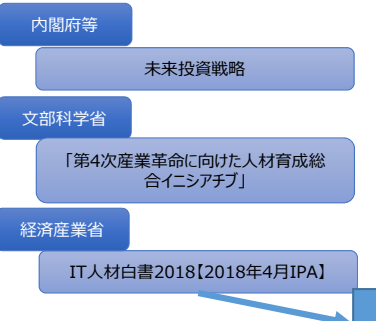 内閣府等
未来投資戦略
文部科学省
「第4次産業革命に向けた人材育成総
合イニシアチブ」
経済産業省
IT人材白書2018【2018年4月IPA】